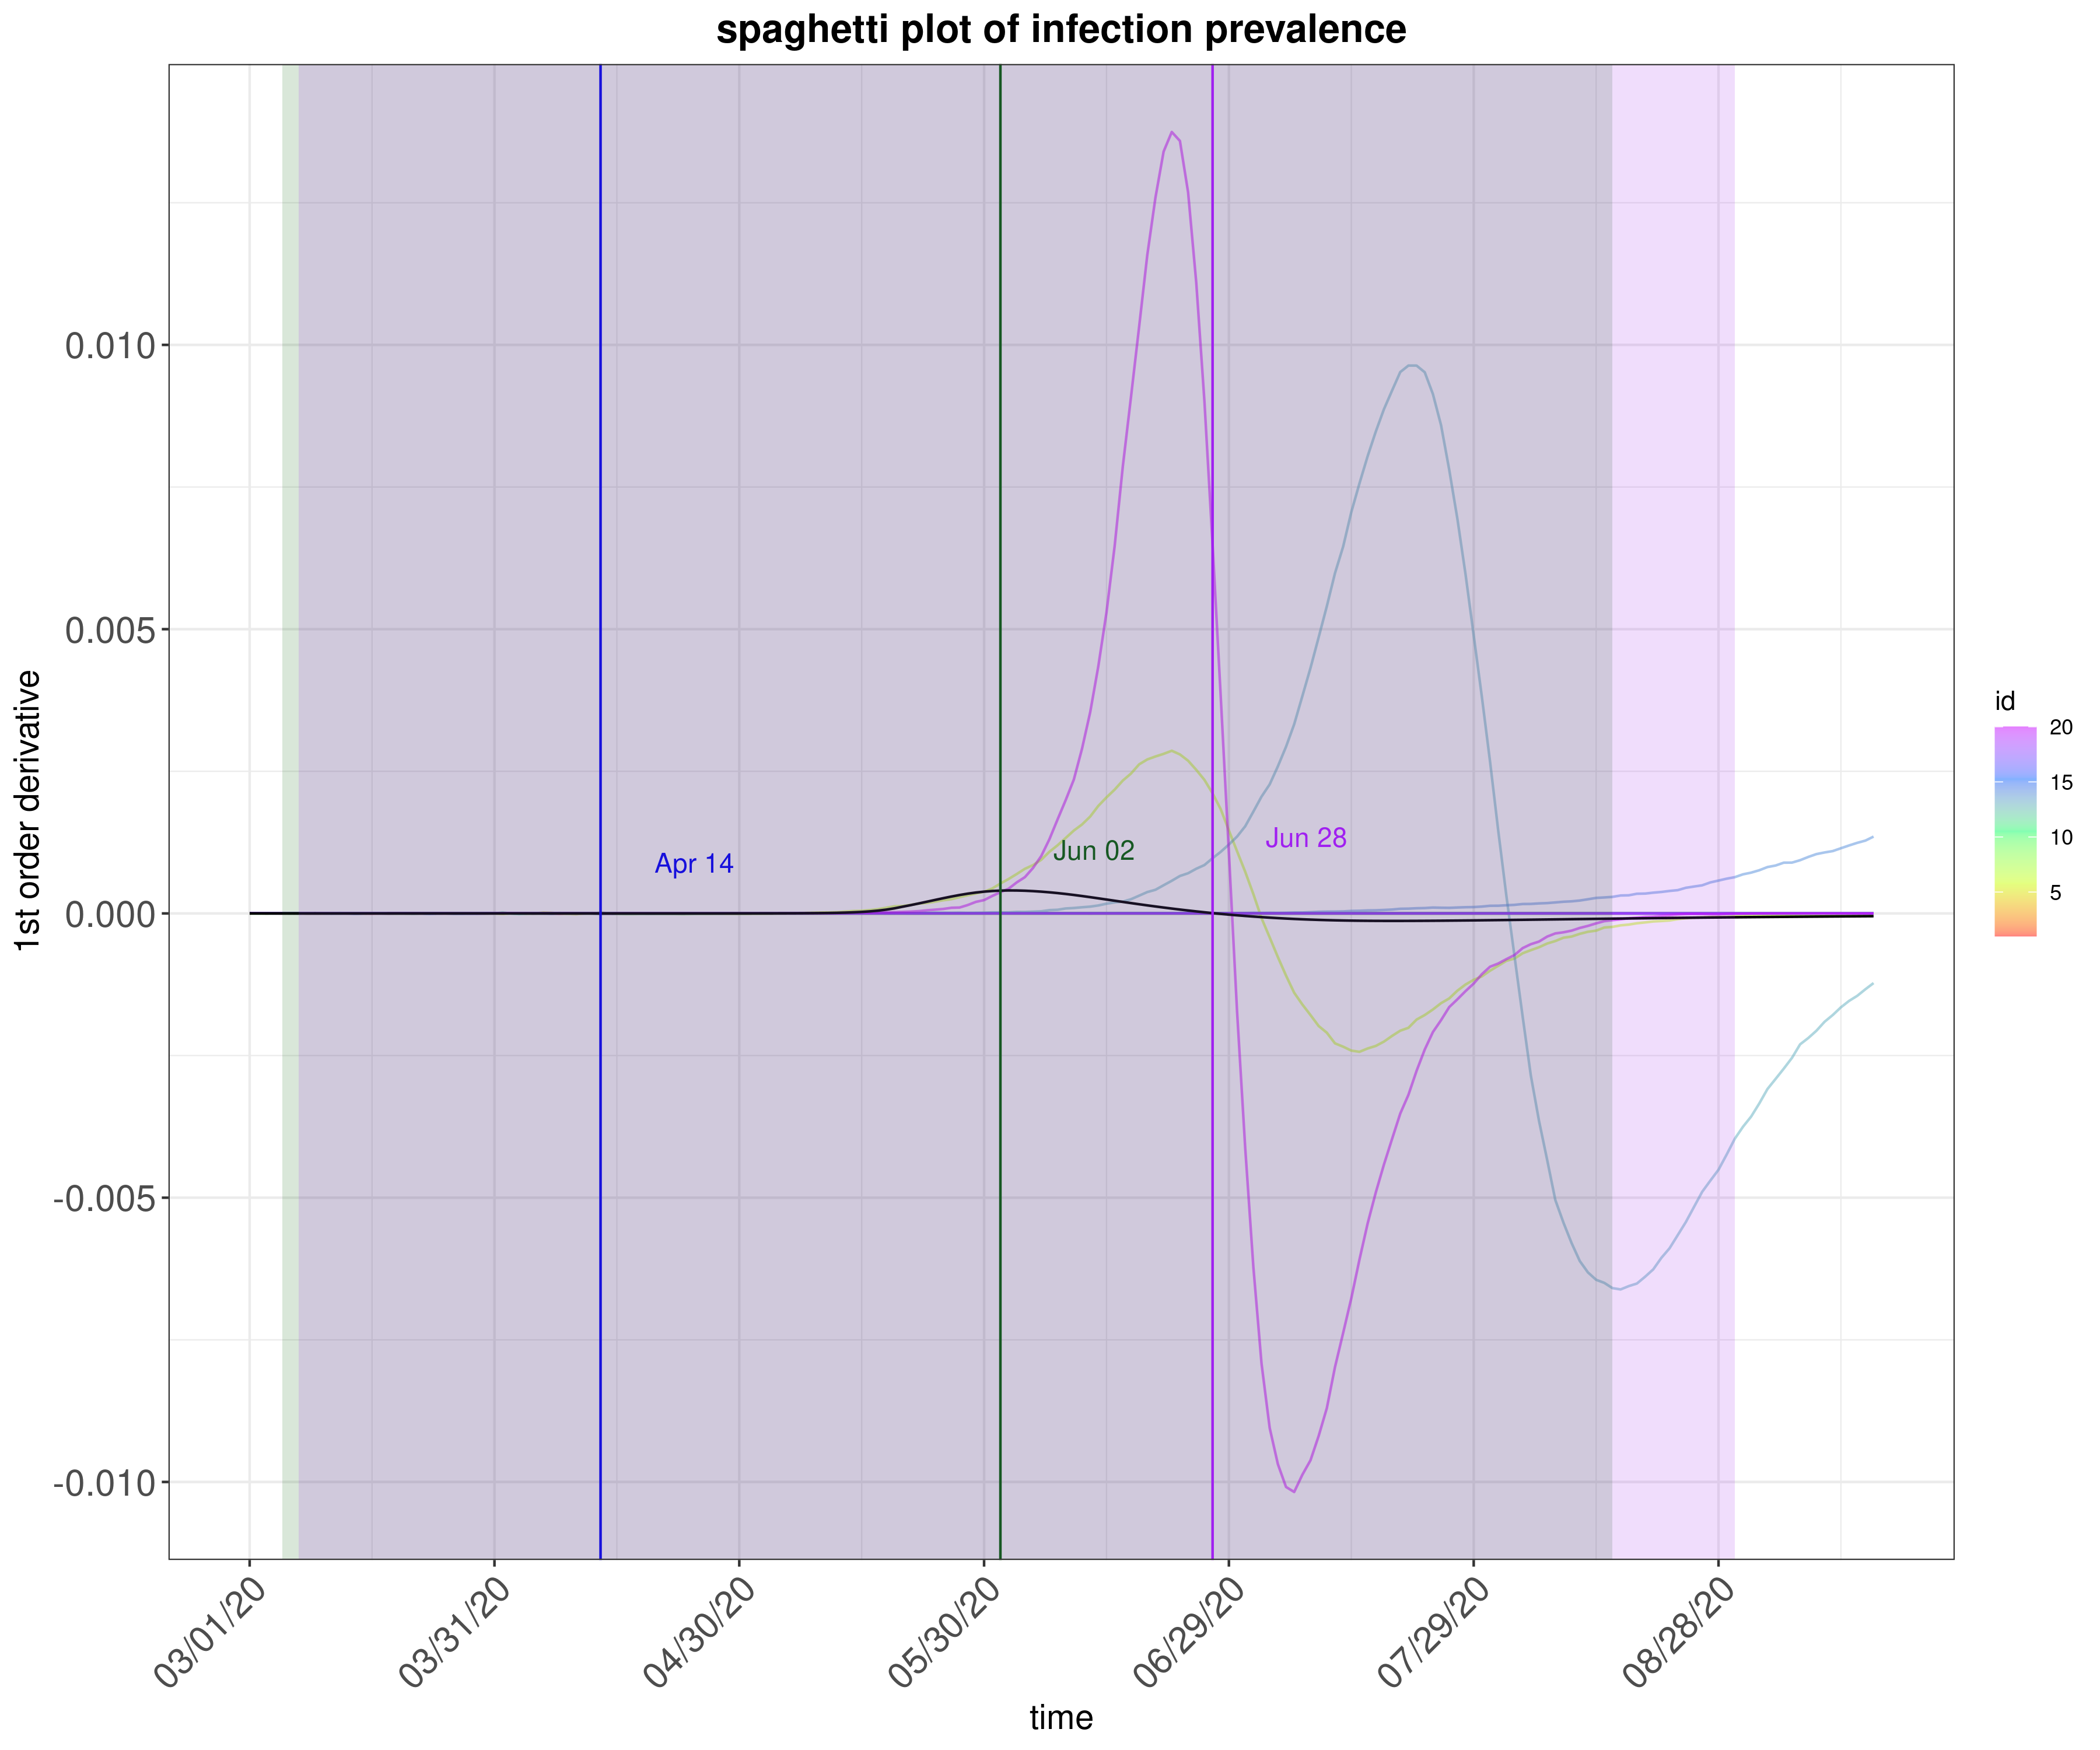 spaghetti plot of infection prevalence
1st order derivative
0.010
0.005
0.000
-0.005
-0.010
Apr 14
Jun 02
Jun 28
03/01/20
03/31/20
04/30/20
05/30/20
06/29/20
07/29/20
08/28/20
time
id
20
15
10
5